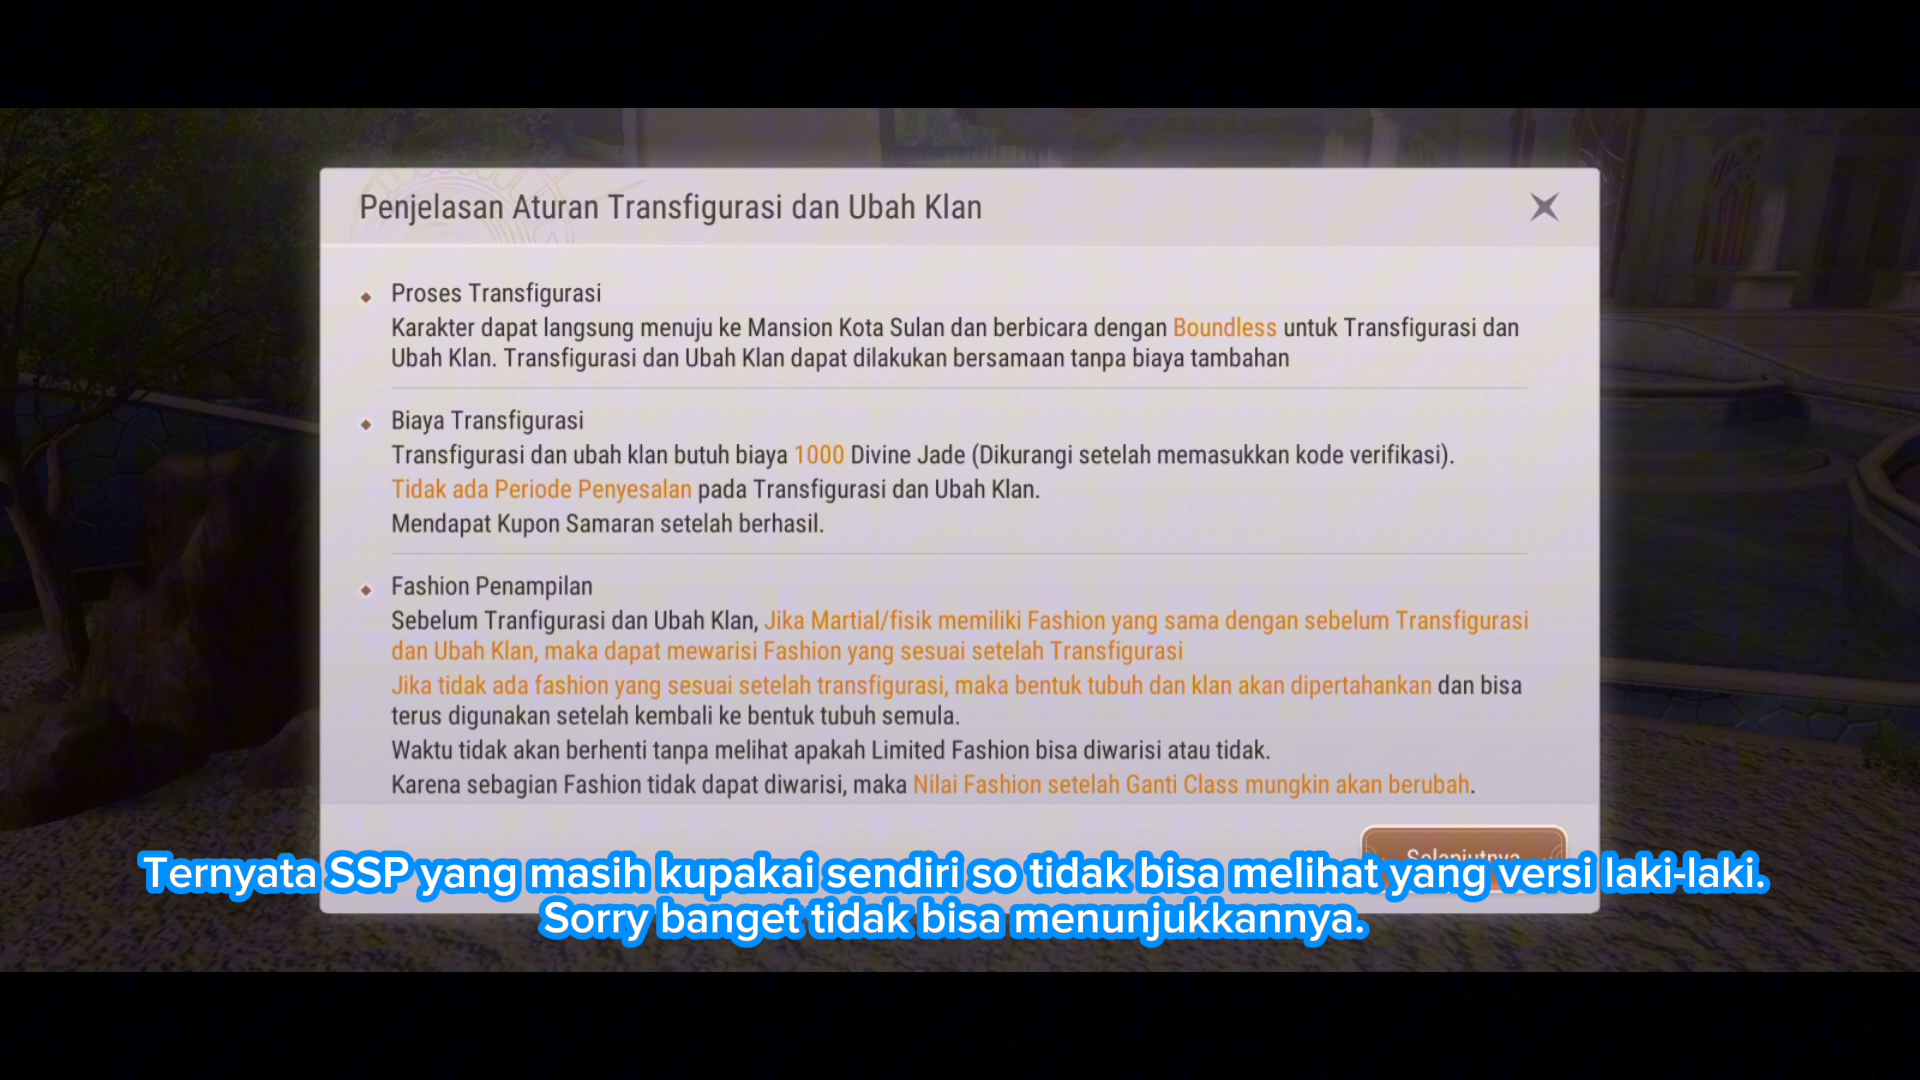 Penjelasan Aturan Transfigurasi dan Ubah Klan
Proses Transfigurasi
Karakter dapat langsung menuju ke Mansion Kota Sulan dan berbicara dengan Boundless untuk Transfigurasi dan
Ubah Klan. Transfigurasi dan Ubah Klan dapat dilakukan bersamaan tanpa biaya tambahan
Biaya Transfigurasi
Transfigurasi dan ubah klan butuh biaya 1000 Divine Jade (Dikurangi setelah memasukkan kode verifikasi).
Tidak ada Periode Penyesalan pada Transfigurasi dan Ubah Klan.
Mendapat Kupon Samaran setelah berhasil.
Fashion Penampilan
Sebelum Tranfigurasi dan Ubah Klan, Jika Martial/fisik memiliki Fashion yang sama dengan sebelum Transfigurasi
dan Ubah Klan, maka dapat mewarisi Fashion yang sesuai setelah Transfigurasi
Jika tidak ada fashion yang sesuai setelah transfigurasi, maka bentuk tubuh dan klan akan dipertahankan dan bisa
terus digunakan setelah kembali ke bentuk tubuh semula.
Waktu tidak akan berhenti tanpa melihat apakah Limited Fashion bisa diwarisi atau tidak.
Karena sebagian Fashion tidak dapat diwarisi, maka Nilai Fashion setelah Ganti Class mungkin akan berubah.
Selanjutnya
Ternyata SSP yang masih kupakai sendiri so tidak bisa melihat yang versi laki-laki.
Sorry banget tidak bisa menunjukkannya.